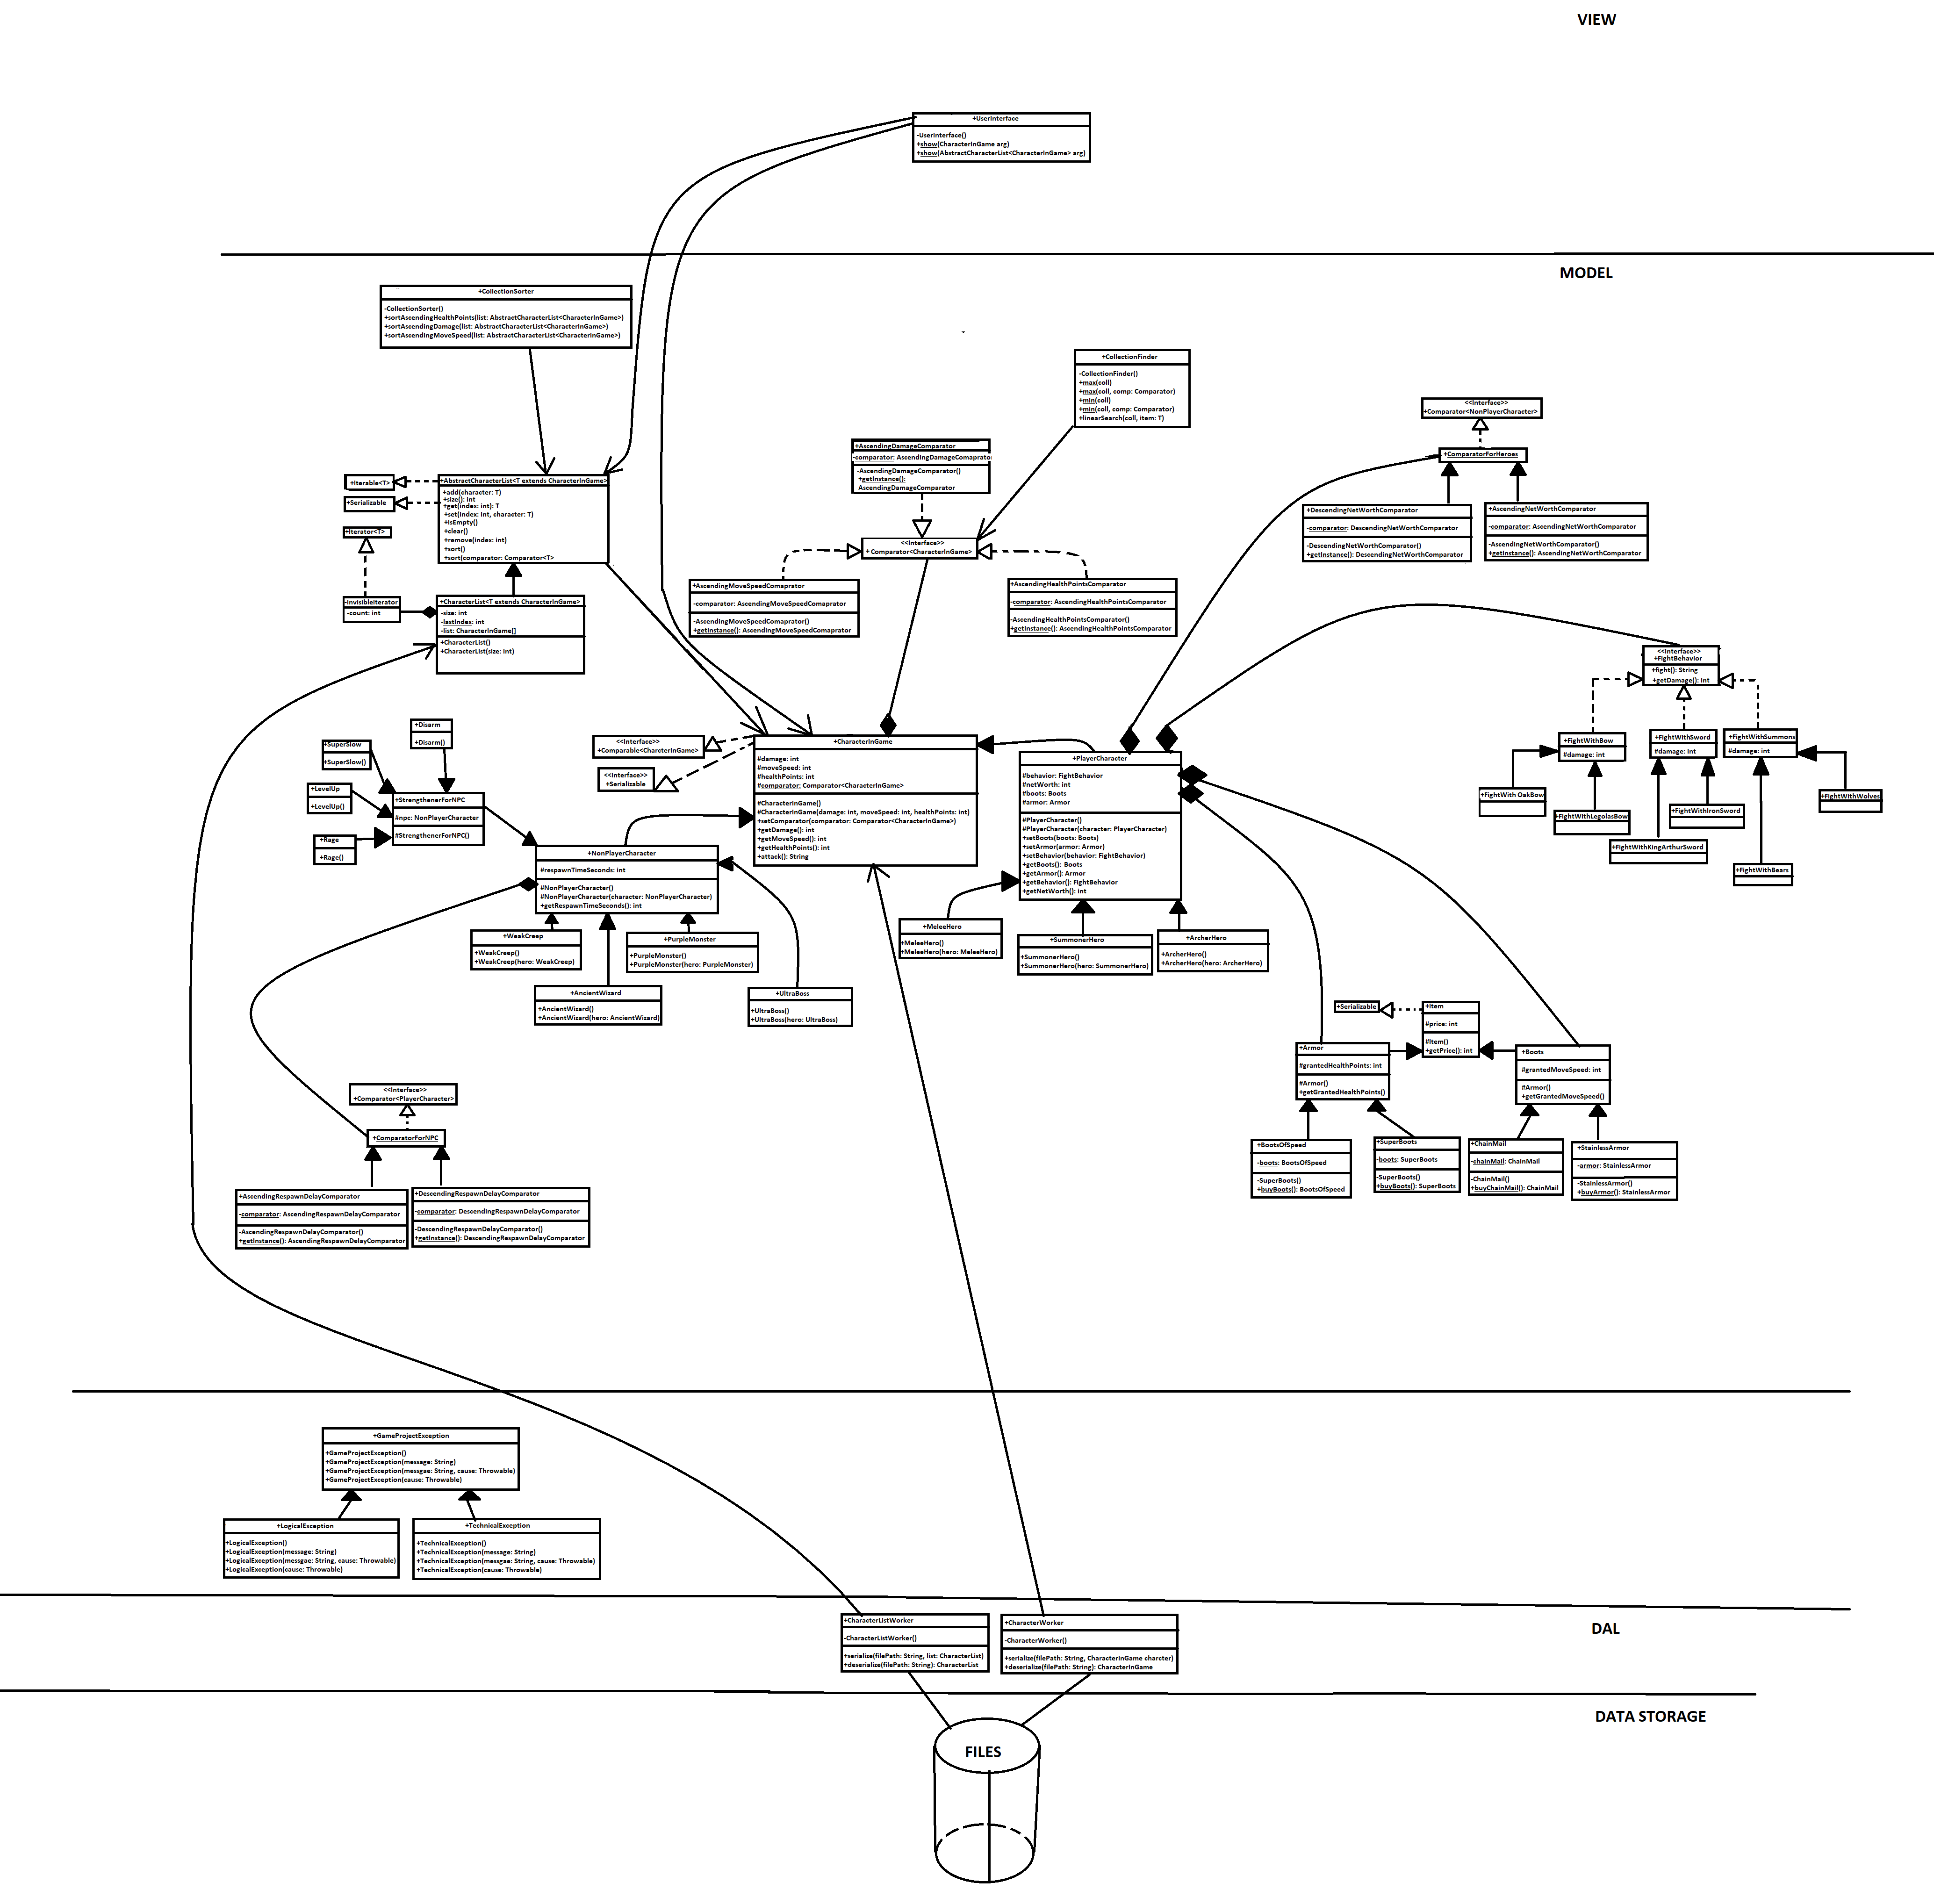 VIEW
+UserInterface
-UserInterface()
+show(CharacterInGame arg)
+show(AbstractCharacterList<CharacterInGame> arg)
MODEL
+CollectionSorter
-CollectionSorter()
+sortAscendingHealthPoints(list: AbstractCharacterList<CharacterInGame>)
+sortAscendingDamage(list: AbstractCharacterList<CharacterInGame>)
+sortAscendingMoveSpeed(list: AbstractCharacterList<CharacterInGame>)
+CollectionFinder
-CollectionFinder()
+max(coll)
+max(coll, comp: Comparator)
+min(coll)
+min(coll, comp: Comparator)
+linearSearch(coll, item: T)
<<Interface>>
+Comparator<NonPlayerCharacter>
+ComparatorForHeroes
+DescendingNetWorthComparator
-comparator: DescendingNetWorthComparator
-DescendingNetWorthComparator()
+getInstance(): DescendingNetWorthComparator
+AscendingNetWorthComparator
-comparator: AscendingNetWorthComparator
-AscendingNetWorthComparator()
+getInstance(): AscendingNetWorthComparator
+AscendingDamageComparator
-comparator: AscendingDamageComaprator
-AscendingDamageComparator()
+getInstance():
AscendingDamageComparator
<<Interface>>
+ Comparator<CharacterInGame>
+AscendingMoveSpeedComaprator
-comparator: AscendingMoveSpeedComaprator
-AscendingMoveSpeedComaprator()
+getInstance(): AscendingMoveSpeedComaprator
+AscendingHealthPointsComparator
-comparator: AscendingHealthPointsComparator
-AscendingHealthPointsComparator()
+getInstance(): AscendingHealthPointsComparator
+Iterable<T>
+Serializable
+Iterator<T>
+AbstractCharacterList<T extends CharacterInGame>
+add(character: T)
+size(): int
+get(index: int): T
+set(index: int, character: T)
+isEmpty()
+clear()
+remove(index: int)
+sort()
+sort(comparator: Comparator<T>
-InvisibleIterator
-count: int
+CharacterList<T extends CharacterInGame>
-size: int
-lastIndex: int
-list: CharacterInGame[]
+CharacterList()
+CharacterList(size: int)
<<Interface>>
+FightBehavior
+fight(): String
+getDamage(): int
+FightWithBow
#damage: int
+FightWithSword
#damage: int
+FightWithSummons
#damage: int
+FightWith OakBow
+FightWithLegolasBow
+FightWithIronSword
+FightWithKingArthurSword
+FightWithWolves
+FightWithBears
+Disarm
+Disarm()
+SuperSlow
+SuperSlow()
+LevelUp
+LevelUp()
+Rage
+Rage()
+StrengthenerForNPC
#npc: NonPlayerCharacter
#StrengthenerForNPC()
<<Interface>>
+Comparable<CharcterInGame>
<<Interface>>
+Serializable
+CharacterInGame
#damage: int
#moveSpeed: int
#healthPoints: int
#comparator: Comparator<CharacterInGame>
#CharacterInGame()
#CharacterInGame(damage: int, moveSpeed: int, healthPoints: int)
+setComparator(comparator: Comparator<CharacterInGame>)
+getDamage(): int
+getMoveSpeed(): int
+getHealthPoints(): int
+attack(): String
+PlayerCharacter
#behavior: FightBehavior
#netWorth: int
#boots: Boots
#armor: Armor
#PlayerCharacter()
#PlayerCharacter(character: PlayerCharacter)
+setBoots(boots: Boots)
+setArmor(armor: Armor)
+setBehavior(behavior: FightBehavior)
+getBoots(): Boots
+getArmor(): Armor
+getBehavior(): FightBehavior
+getNetWorth(): int
+NonPlayerCharacter
#respawnTimeSeconds: int
#NonPlayerCharacter()
#NonPlayerCharacter(character: NonPlayerCharacter)
+getRespawnTimeSeconds(): int
+WeakCreep
+WeakCreep()
+WeakCreep(hero: WeakCreep)
+PurpleMonster
+PurpleMonster()
+PurpleMonster(hero: PurpleMonster)
+AncientWizard
+AncientWizard()
+AncientWizard(hero: AncientWizard)
+UltraBoss
+UltraBoss()
+UltraBoss(hero: UltraBoss)
+MeleeHero
+MeleeHero()
+MeleeHero(hero: MeleeHero)
+SummonerHero
+SummonerHero()
+SummonerHero(hero: SummonerHero)
+ArcherHero
+ArcherHero()
+ArcherHero(hero: ArcherHero)
+Serializable
+Item
#price: int
#Item()
+getPrice(): int
+Armor
#grantedHealthPoints: int
#Armor()
+getGrantedHealthPoints()
+Boots
#grantedMoveSpeed: int
#Armor()
+getGrantedMoveSpeed()
+BootsOfSpeed
-boots: BootsOfSpeed
-SuperBoots()
+buyBoots(): BootsOfSpeed
+SuperBoots
-boots: SuperBoots
-SuperBoots()
+buyBoots(): SuperBoots
+ChainMail
-chainMail: ChainMail
-ChainMail()
+buyChainMail(): ChainMail
+StainlessArmor
-armor: StainlessArmor
-StainlessArmor()
+buyArmor(): StainlessArmor
<<Interface>>
+Comparator<PlayerCharacter>
+ComparatorForNPC
+AscendingRespawnDelayComparator
-comparator: AscendingRespawnDelayComparator
-AscendingRespawnDelayComparator()
+getInstance(): AscendingRespawnDelayComparator
+DescendingRespawnDelayComparator
-comparator: DescendingRespawnDelayComparator
-DescendingRespawnDelayComparator()
+getInstance(): DescendingRespawnDelayComparator
+GameProjectException
+GameProjectException()
+GameProjectException(message: String)
+GameProjectException(messgae: String, cause: Throwable)
+GameProjectException(cause: Throwable)
+LogicalException
+LogicalException()
+LogicalException(message: String)
+LogicalException(messgae: String, cause: Throwable)
+LogicalException(cause: Throwable)
+TechnicalException
+TechnicalException()
+TechnicalException(message: String)
+TechnicalException(messgae: String, cause: Throwable)
+TechnicalException(cause: Throwable)
DAL
+CharacterListWorker
-CharacterListWorker()
+serialize(filePath: String, list: CharacterList)
+deserialize(filePath: String): CharacterList
+CharacterWorker
-CharacterWorker()
+serialize(filePath: String, CharacterInGame charcter)
+deserialize(filePath: String): CharacterInGame
DATA STORAGE
FILES